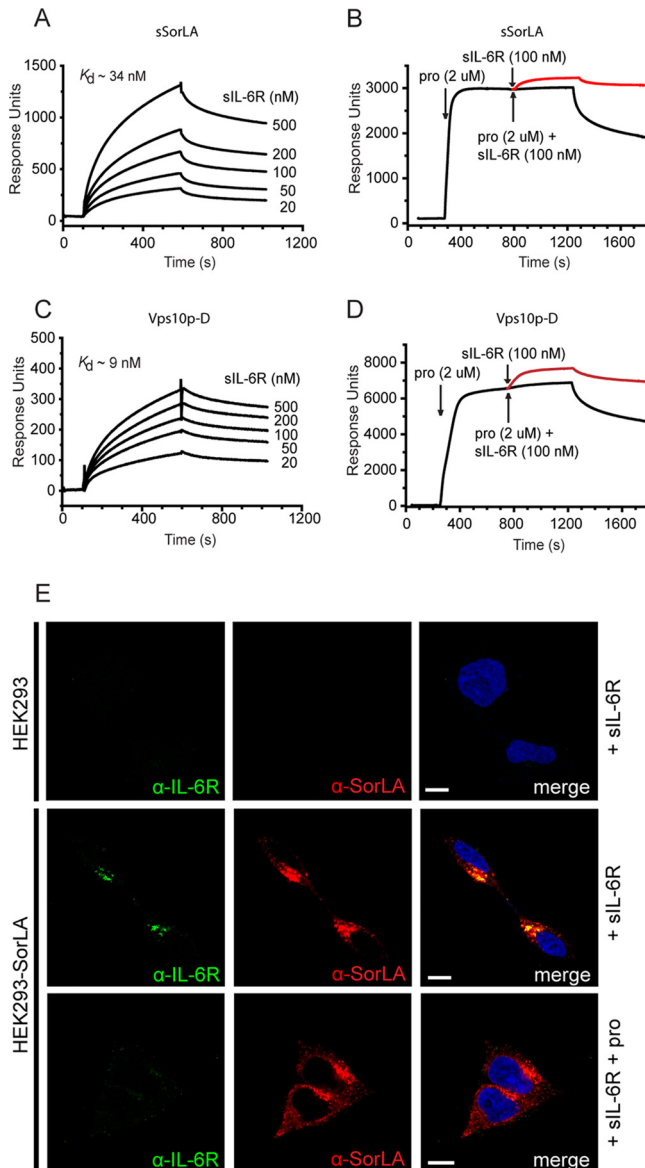 A
sSorLA
Kd ~ 34 nM
sIL-6R (nM)
1500
1000
500
0
Response Units
500
200
100
50
20
0
400
800
1200
Time (s)
B
sIL-6R (100 nM)
pro (2 uM)
pro (2 uM) +
sIL-6R (100 nM)
3000
2000
1000
0
Response Units
0
400
800
1200
1600
Time (s)
C
Vps10p-D
Kd ~ 9 nM
sIL-6R (nM)
500
400
300
200
100
0
Response Units
500
200
100
50
20
0
400
800
1200
Time (s)
D
Vps10p-D
sIL-6R (100 nM)
pro (2 uM)
pro (2 uM) +
sIL-6R (100 nM)
8000
6000
4000
2000
0
Response Units
0
400
800
1200
1600
Time (s)
E
HEK293
α-IL-6R
α-SorLA
merge
+ sIL-6R
HEK293-SorLA
α-IL-6R
α-SorLA
merge
+ sIL-6R
α-IL-6R
α-SorLA
merge
+ sIL-6R + pro